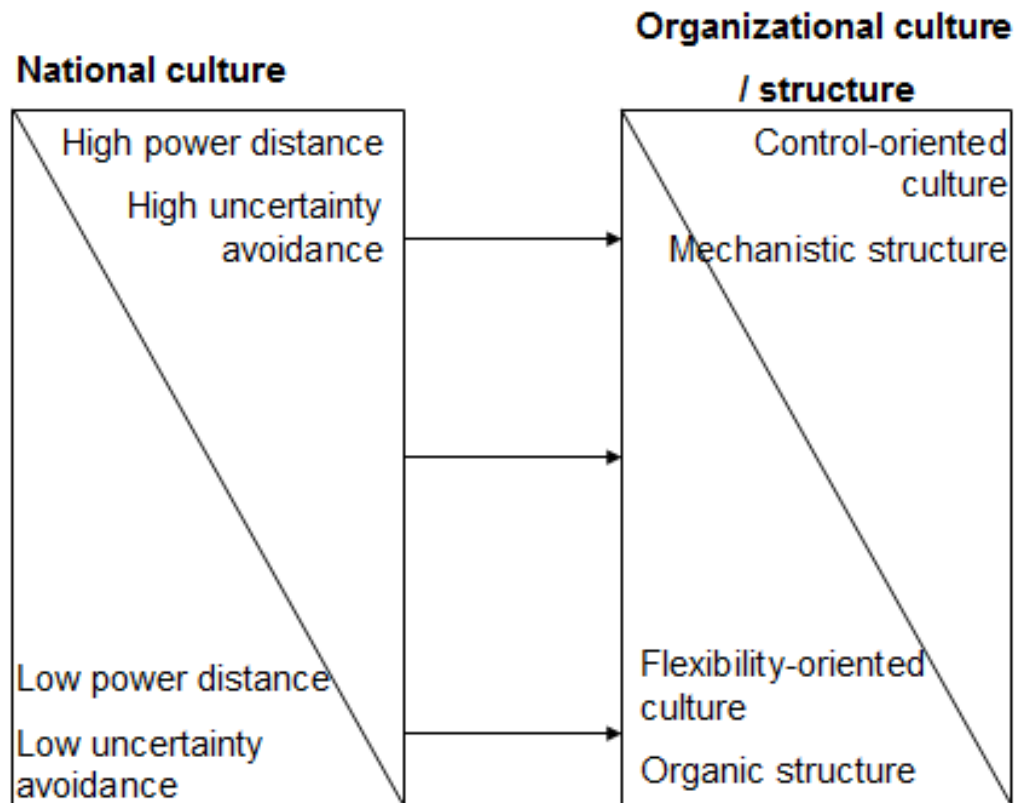 National culture
High power distance
High uncertainty
avoidance
Low power distance
Low uncertainty
avoidance
Organizational culture
/ structure
Control-oriented
culture
Mechanistic structure
Flexibility-oriented
culture
Organic structure